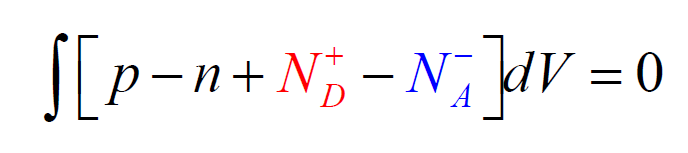 ∫[p − n + N_D^+ − N_A^-]dV = 0